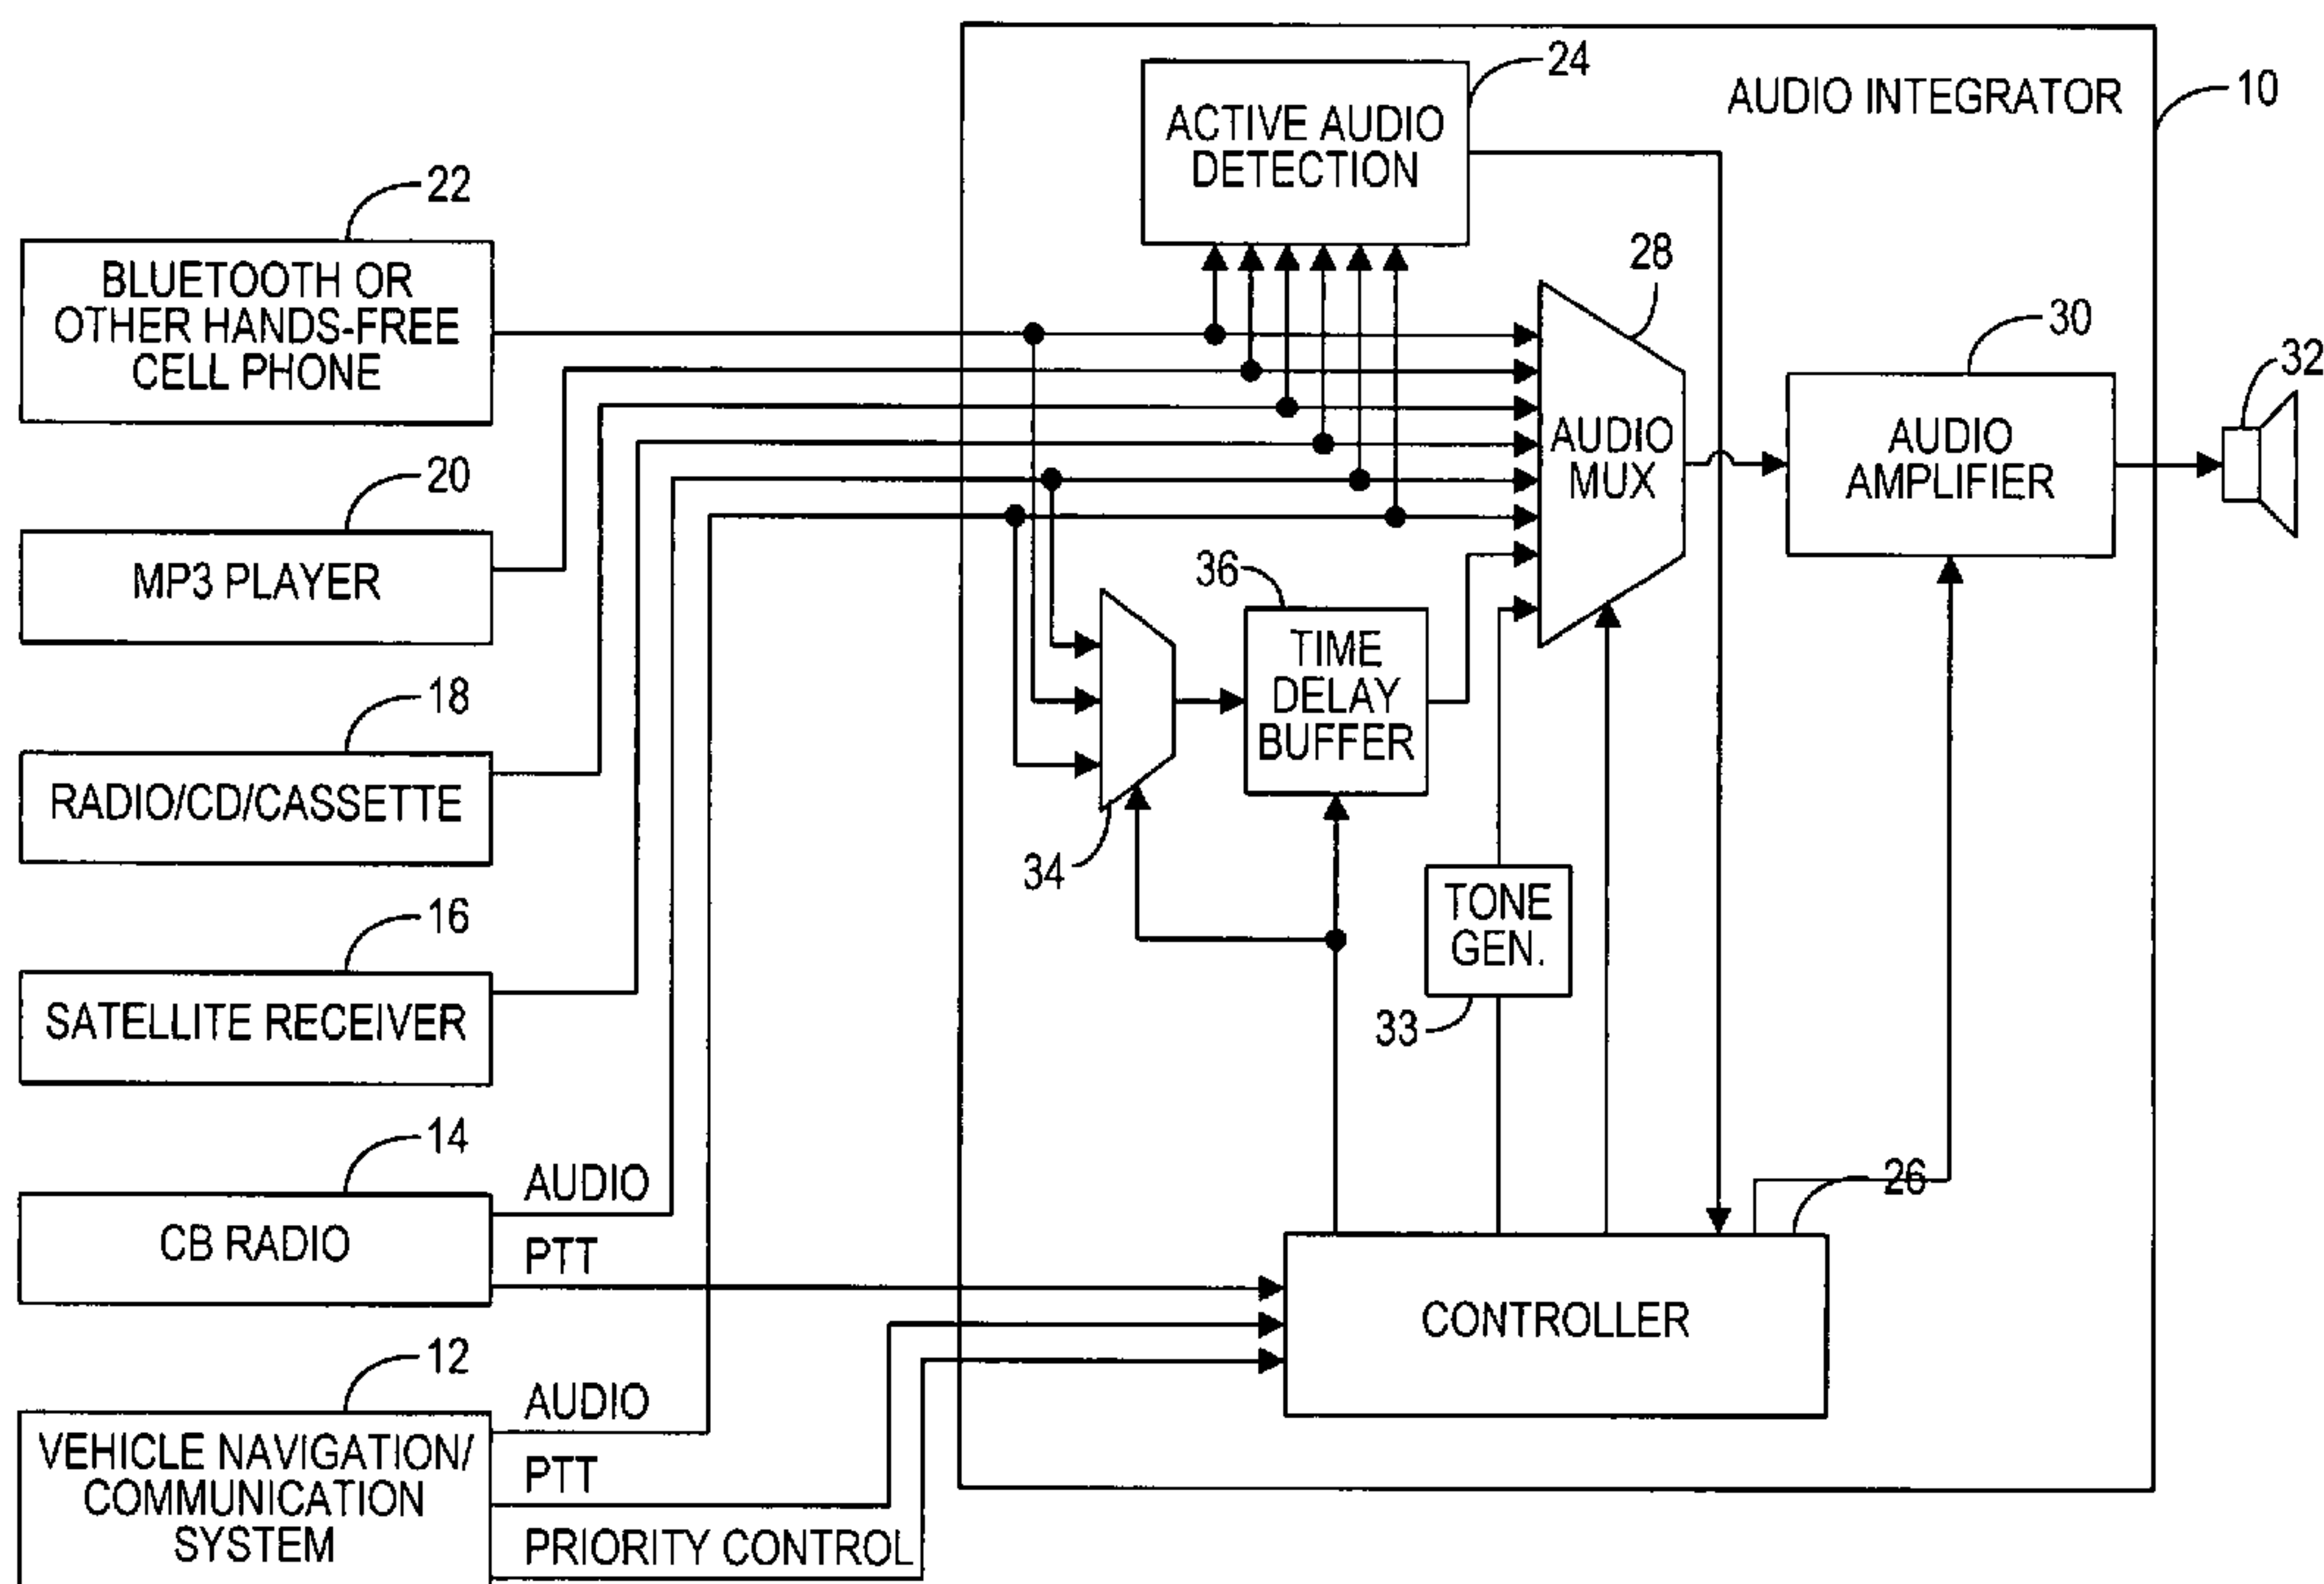 24
ACTIVE AUDIO
DETECTION
AUDIO INTEGRATOR
10
22
BLUETOOTH OR
OTHER HANDS-FREE
CELL PHONE
28
30
32
AUDIO
MUX
AUDIO
AMPLIFIER
20
MP3 PLAYER
36
TIME
DELAY
BUFFER
18
RADIO/CD/CASSETTE
34
TONE
GEN.
33
16
SATELLITE RECEIVER
14
CB RADIO
AUDIO
PTT
26
CONTROLLER
12
VEHICLE NAVIGATION/
COMMUNICATION
SYSTEM
AUDIO
PTT
PRIORITY CONTROL